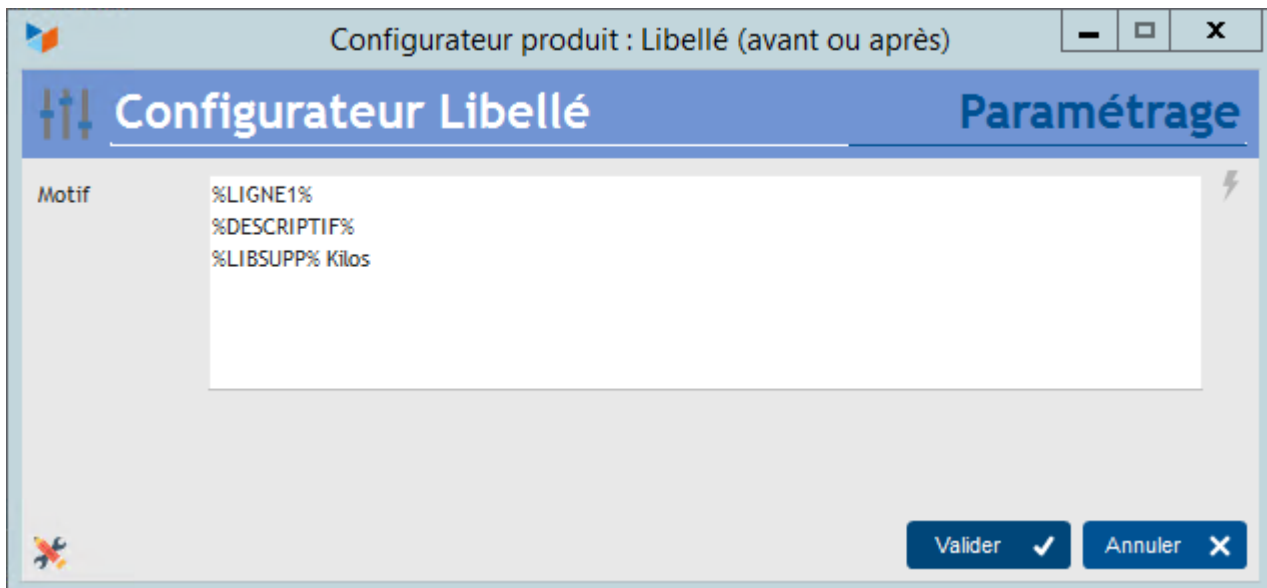 Configurateur produit : Libellé (avant ou après)
Configurateur Libellé
Paramétrage
Motif
%LIGNE1%
%DESCRIPTIF%
%LIBSUPP% Kilos
Valider
Annuler